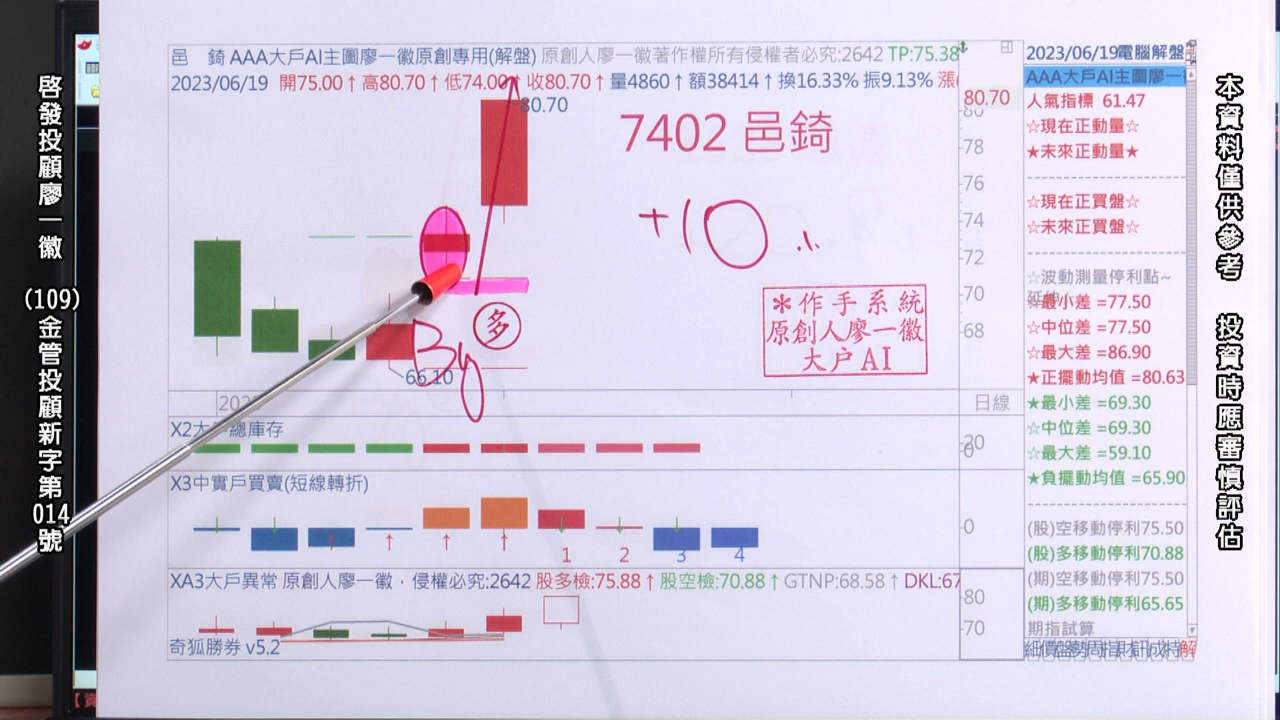 啓發投顧廖一徽 (109)金管投顧新字第014號
邑 錡 AAA大戶AI主圖廖一徽原創專用(解盤) 原創人廖一徽著作權所有侵權者必究:2642 TP:75.38
2023/06/19 開75.00↑高80.70↑低74.00↑收80.70↑量4860↑額38414↑換16.33% 振9.13% 漲
80.70
7402 邑錡
+10%
多
By
66.10
*作手系統
原創人廖一徽
大户AI
80.70
80
78
76
74
72
70
68
日線
X2大戶總庫存
20
0
X3中實戶買賣(短線轉折)
0
1 2 3 4
XA3大戶異常 原創人廖一徽．侵權必究:2642 股多檢:75.88↑ 股空檢:70.88↑ GTNP:68.58↑ DKL:67
80
70
奇狐勝券 v5.2
2023/06/19電腦解盤
AAA大戶AI主圖廖一
人氣指標 61.47
☆現在正動量☆
★未來正動量★
☆現在正買盤☆
☆未來正買盤☆
☆波動測量停利點~
☆最小差 =77.50
☆中位差 =77.50
☆最大差 =86.90
★正擺動均值 =80.63
★最小差 =69.30
☆中位差 =69.30
☆最大差 =59.10
★負擺動均值 =65.90
(股)空移動停利75.50
(股)多移動停利70.88
(期)空移動停利75.50
(期)多移動停利65.65
期指試算
本資料僅供參考 投資時應審慎評估